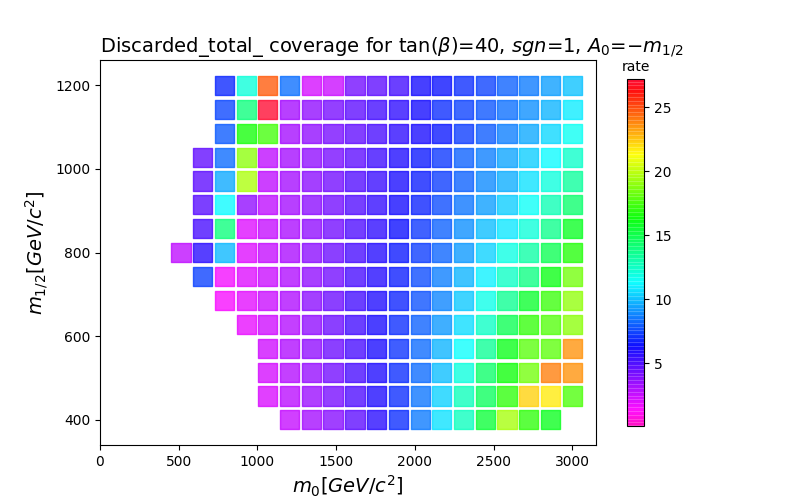 Discarded_total_ coverage for tan(β)=40, sgn=1, A₀=−m₁/₂
rate
1200
1000
800
600
400
m₁/₂[GeV/c²]
25
20
15
10
5
0 500 1000 1500 2000 2500 3000
m₀[GeV/c²]